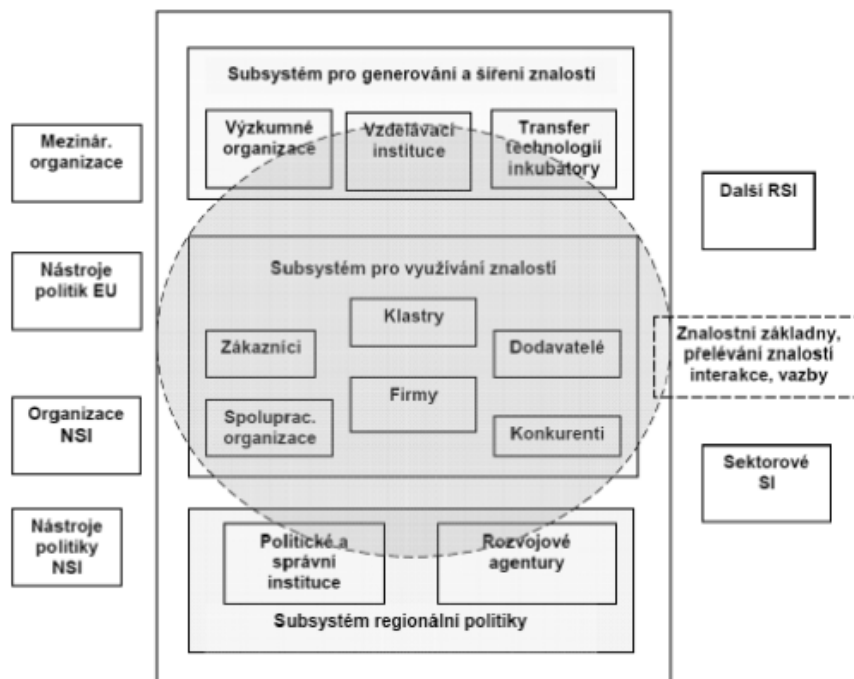 Subsystém pro generování a šíření znalostí
Výzkumné
organizace
Vzdělávací
instituce
Transfer
technologií
inkubátory
Mezinár.
organizace
Nástroje
politik EU
Organizace
NSI
Nástroje
politiky
NSI
Subsystém pro využívání znalostí
Klastry
Zákazníci
Dodavatelé
Firmy
Spoluprac.
organizace
Konkurenti
Politické a
správní
instituce
Rozvojové
agentury
Subsystém regionální politiky
Další RSI
Znalostní základny,
přelévání znalostí
interakce, vazby
Sektorové
SI